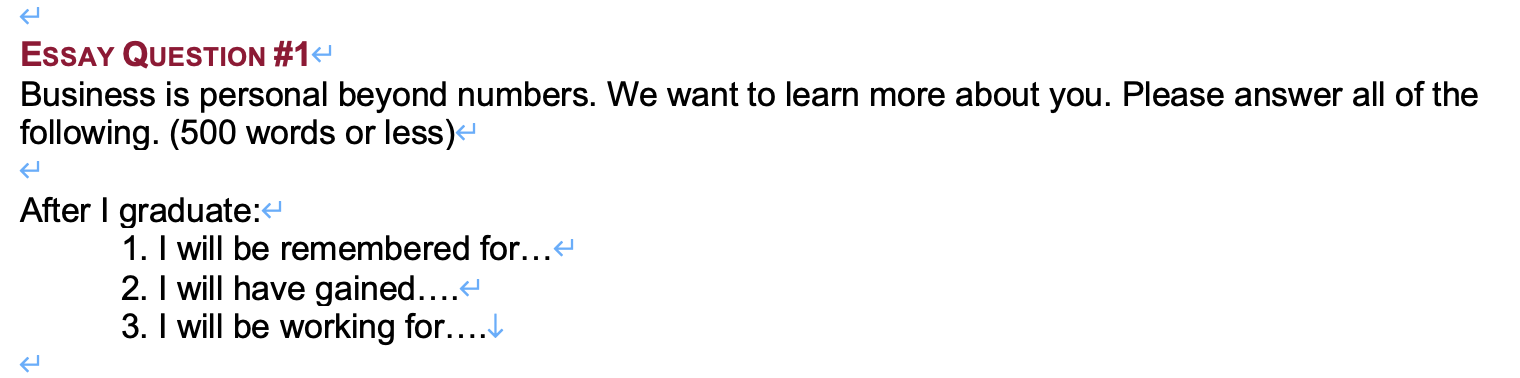 ESSAY QUESTION #1
Business is personal beyond numbers. We want to learn more about you. Please answer all of the
following. (500 words or less)
After I graduate:
1. I will be remembered for…
2. I will have gained….
3. I will be working for….